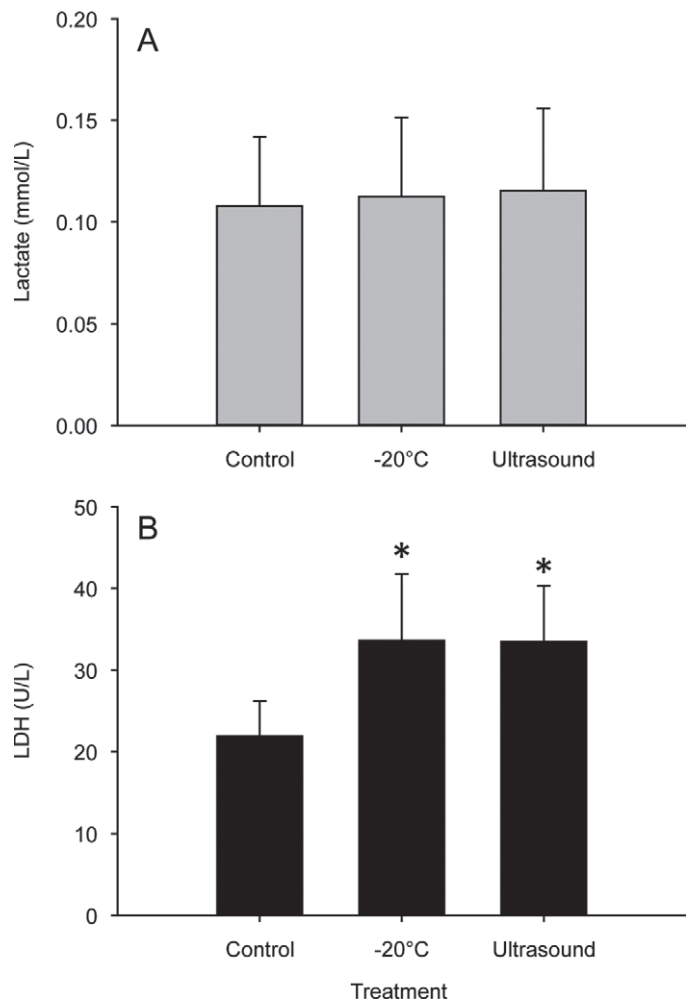 A
Lactate (mmol/L)
0.20
0.15
0.10
0.05
0.00
Control -20°C Ultrasound
B
LDH (U/L)
50
40
30
20
10
0
* *
Control -20°C Ultrasound
Treatment